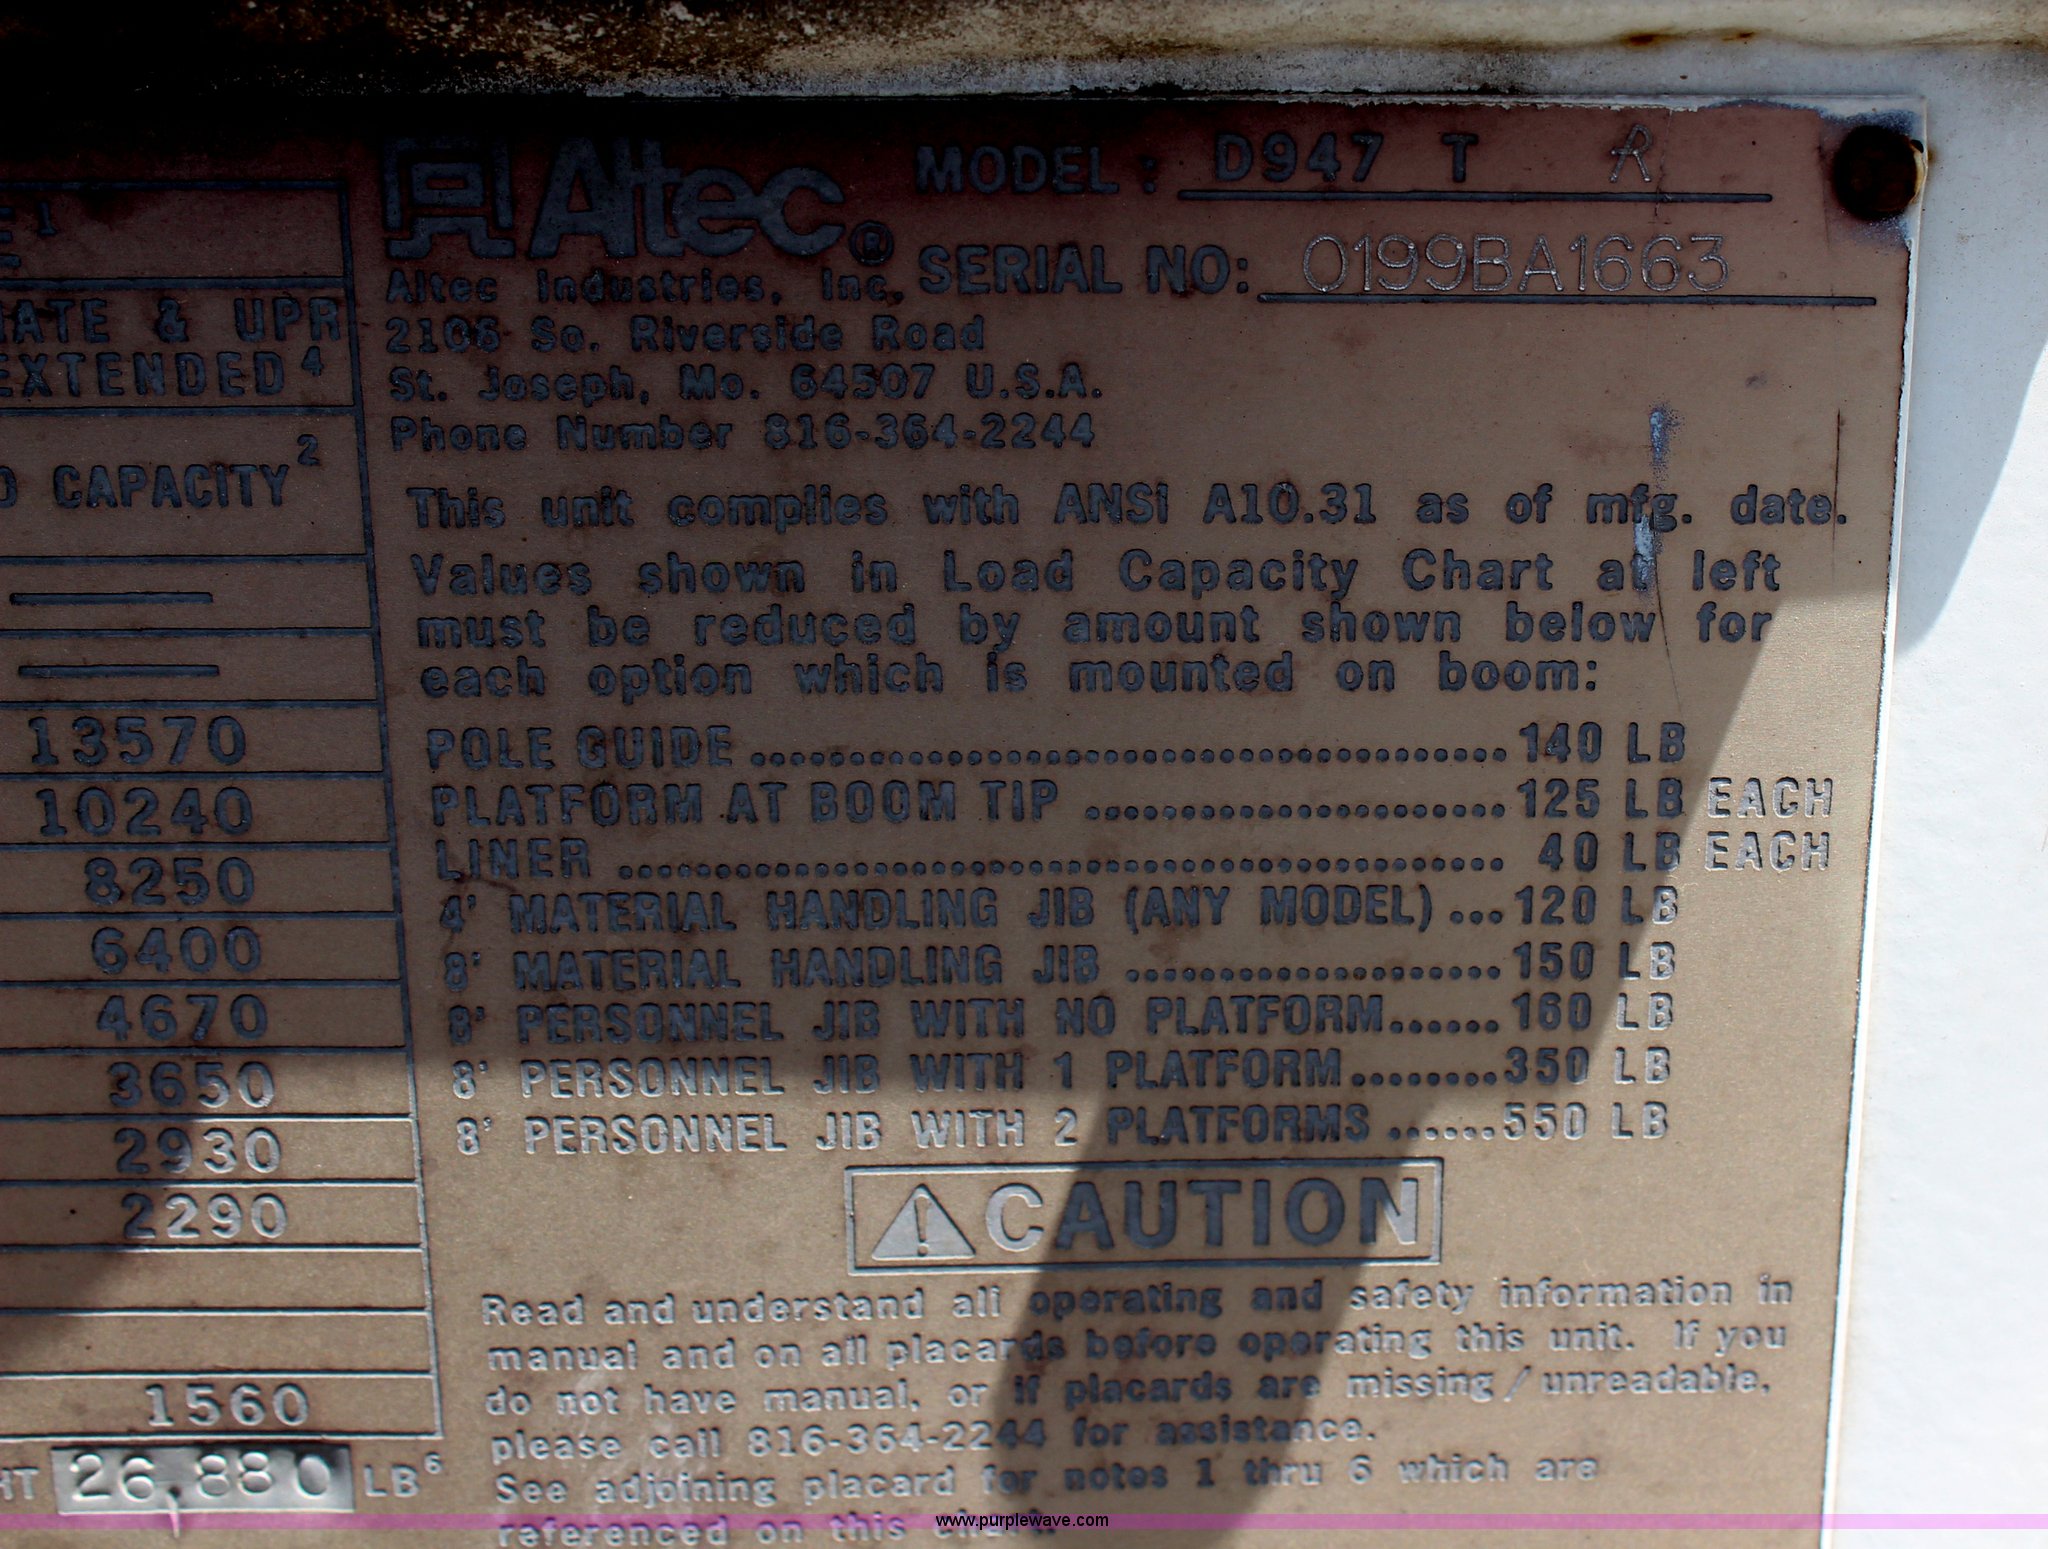 E¹
IATE & UPR
EXTENDED⁴
CAPACITY²
13570
10240
8250
6400
4670
3650
2930
2290
1560
HT 26,880 LB⁶
Altec®
MODEL: D947 T R
SERIAL NO: 0199BA1663
Altec Industries, Inc.
2106 So. Riverside Road
St. Joseph, Mo. 64507 U.S.A.
Phone Number 816-364-2244
This unit complies with ANSI A10.31 as of mfg. date.
Values shown in Load Capacity Chart at left
must be reduced by amount shown below for
each option which is mounted on boom:
POLE GUIDE ........................................ 140 LB
PLATFORM AT BOOM TIP ...................... 125 LB EACH
LINER .............................................. 40 LB EACH
4' MATERIAL HANDLING JIB (ANY MODEL) ... 120 LB
8' MATERIAL HANDLING JIB .................... 150 LB
8' PERSONNEL JIB WITH NO PLATFORM...... 160 LB
8' PERSONNEL JIB WITH 1 PLATFORM........ 350 LB
8' PERSONNEL JIB WITH 2 PLATFORMS ...... 550 LB
CAUTION
Read and understand all operating and safety information in
manual and on all placards before operating this unit. If you
do not have manual, or if placards are missing / unreadable,
please call 816-364-2244 for assistance.
See adjoining placard for notes 1 thru 6 which are
referenced on this chart.
www.purplewave.com